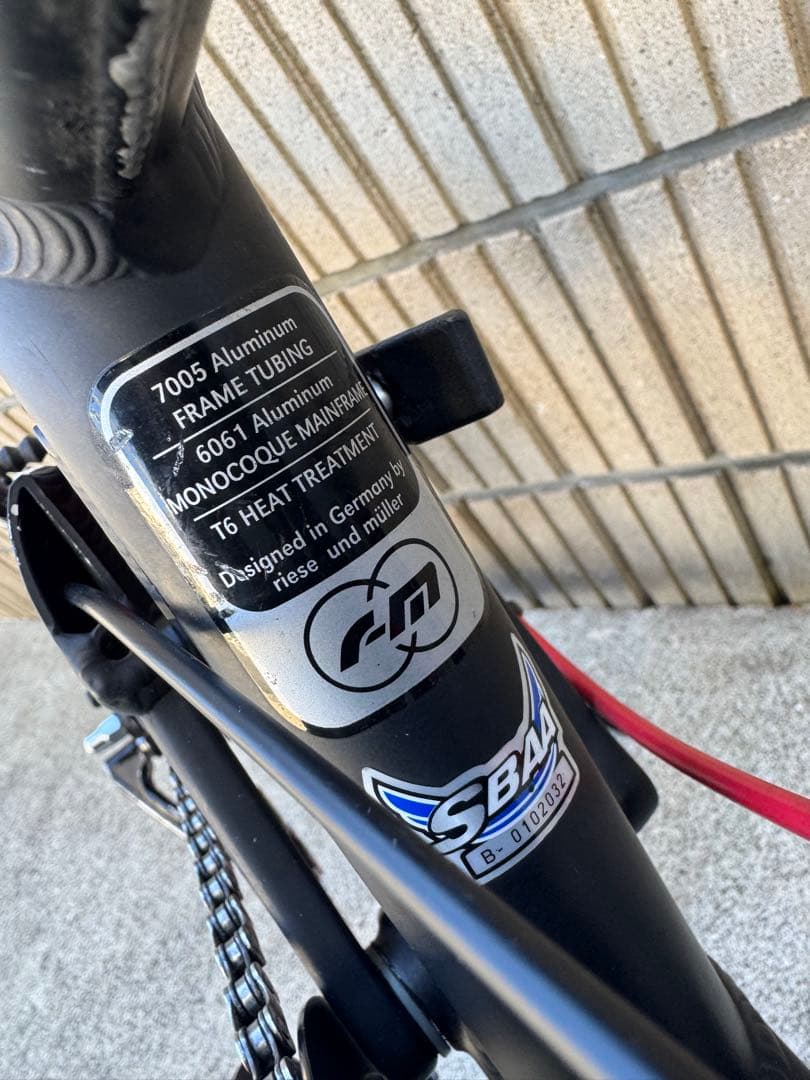 7005 Aluminum
FRAME TUBING
6061 Aluminum
MONOCOQUE MAINFRAME
T6 HEAT TREATMENT
Designed in Germany by
riese und müller
r-m
SBAA
B- 0102032